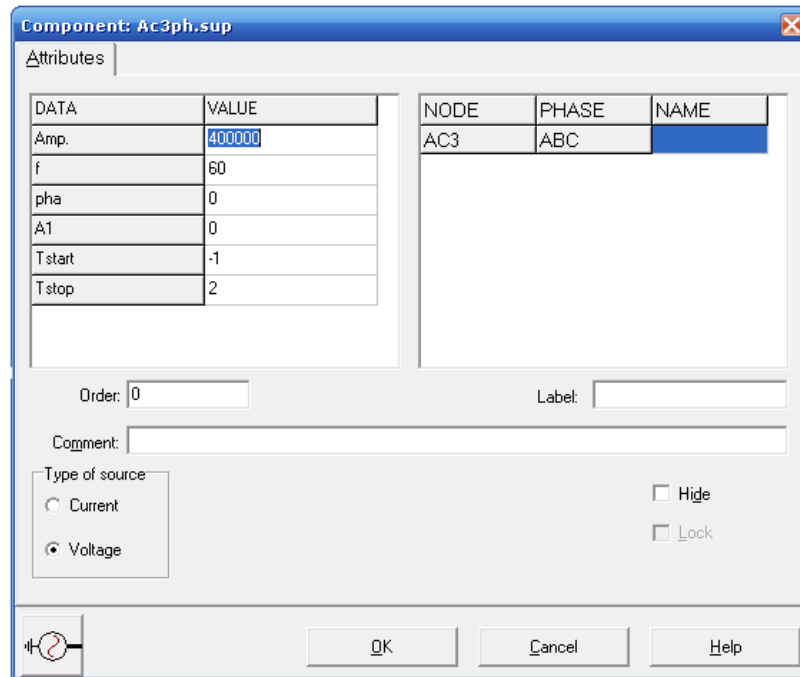 Component: Ac3ph.sup
Attributes
DATA VALUE
Amp. 400000
f 60
pha 0
A1 0
Tstart -1
Tstop 2
NODE PHASE NAME
AC3 ABC
Order: 0
Label:
Comment:
Type of source
Current
Voltage
Hide
Lock
OK
Cancel
Help